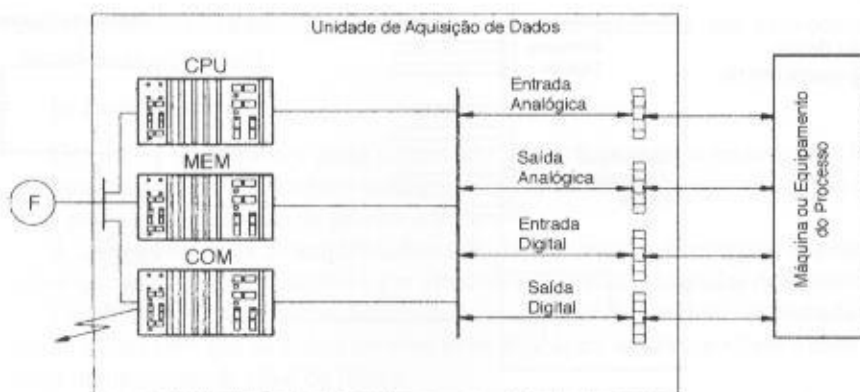 Unidade de Aquisição de Dados
CPU
MEM
COM
F
Entrada
Analógica
Saída
Analógica
Entrada
Digital
Saída
Digital
Máquina ou Equipamento
do Processo